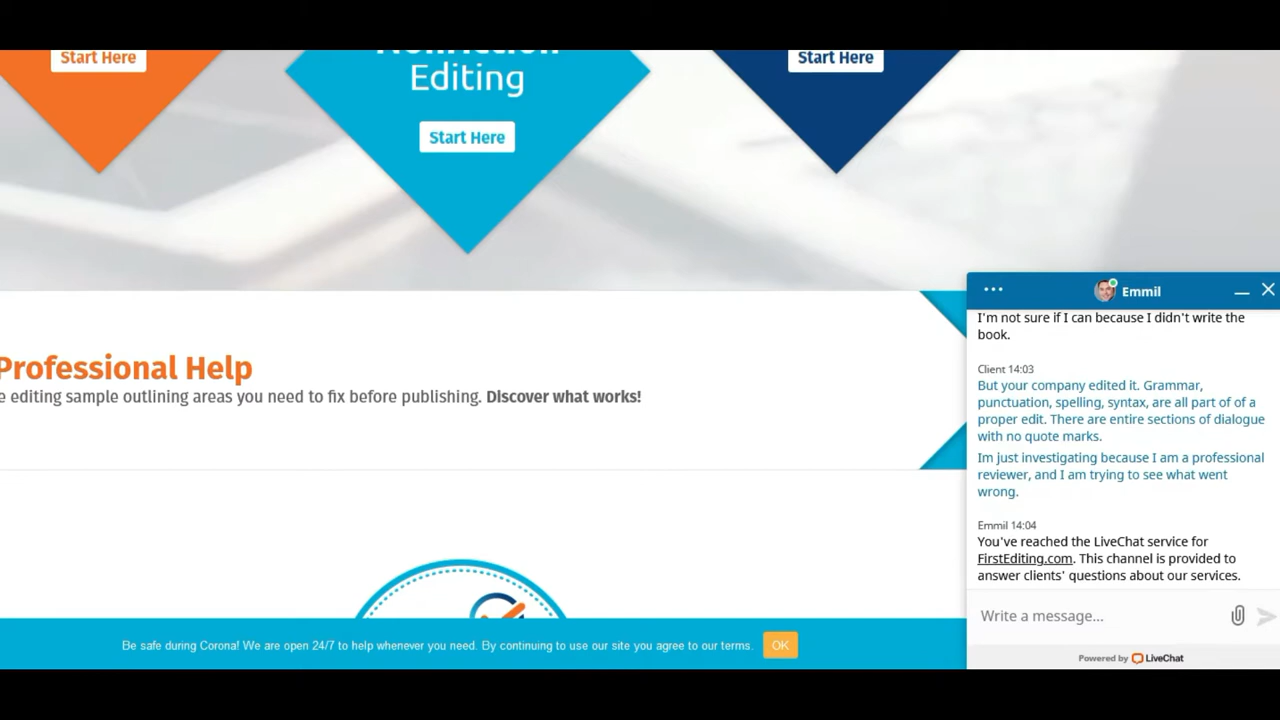 Start Here
Start Here
Editing
Start Here
Professional Help
e editing sample outlining areas you need to fix before publishing. Discover what works!
Emmil
I'm not sure if I can because I didn't write the
book.
Client 14:03
But your company edited it. Grammar,
punctuation, spelling, syntax, are all part of of a
proper edit. There are entire sections of dialogue
with no quote marks.
Im just investigating because I am a professional
reviewer, and I am trying to see what went
wrong.
Emmil 14:04
You've reached the LiveChat service for
FirstEditing.com. This channel is provided to
answer clients' questions about our services.
Write a message...
Powered by LiveChat
Be safe during Corona! We are open 24/7 to help whenever you need. By continuing to use our site you agree to our terms.
OK